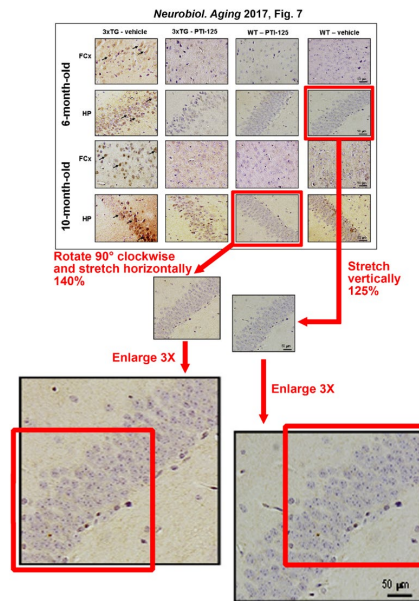 Neurobiol. Aging 2017, Fig. 7
3xTG - vehicle 3xTG - PTI-125 WT – PTI-125 WT – vehicle
6-month-old
FCx
HP
10-month-old
FCx
HP
Rotate 90° clockwise
and stretch horizontally
140%
Stretch
vertically
125%
Enlarge 3X
Enlarge 3X
50 µm